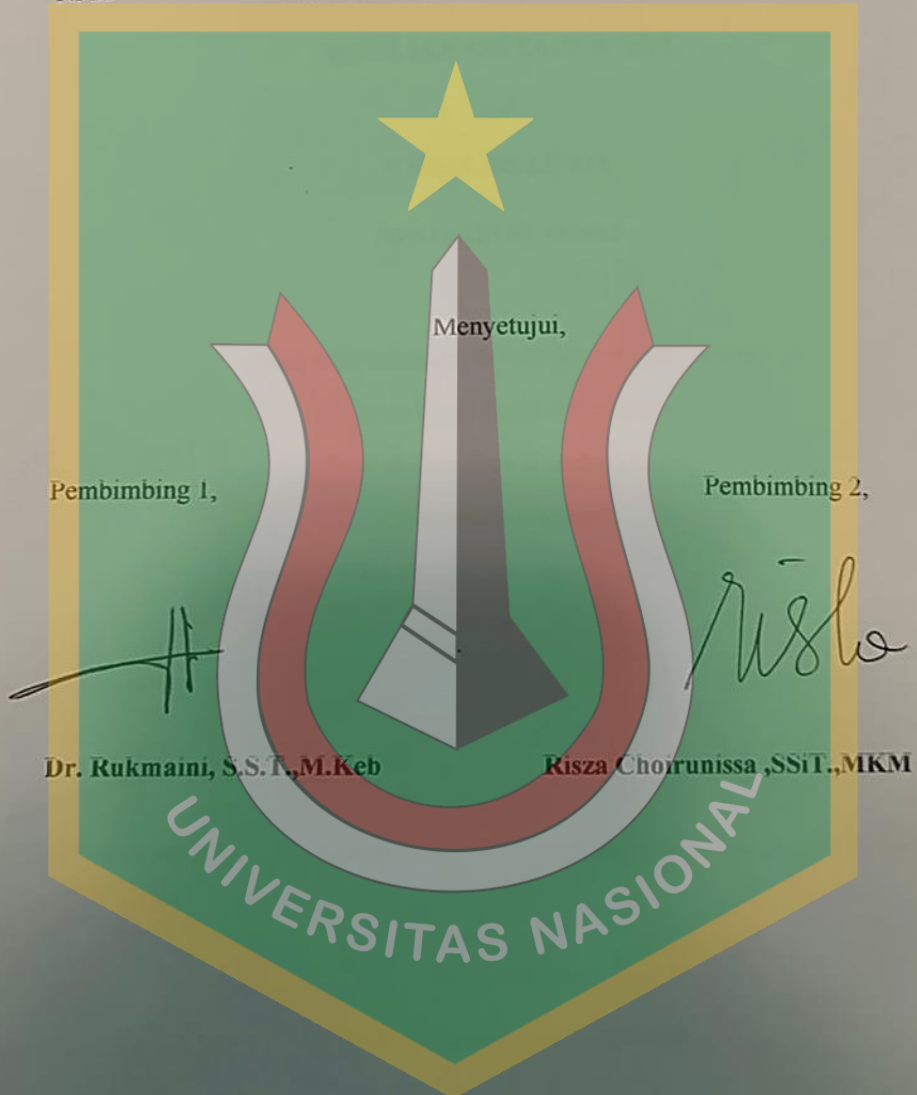 Menyetujui,
Pembimbing 1, Pembimbing 2,
Dr. Rukmaini, S.S.T.,M.Keb Risza Choirunissa ,SSiT.,MKM
UNIVERSITAS NASIONAL